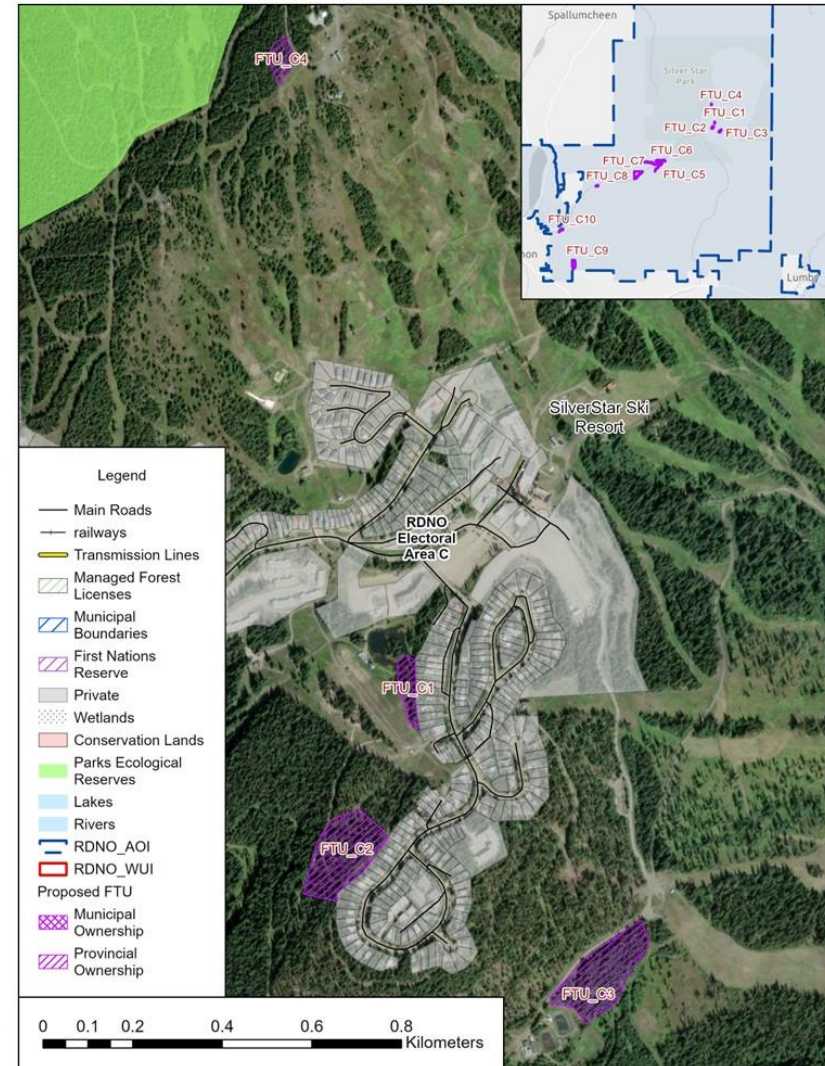 FTU_C4
Spallumcheen
Silver Star
Park
FTU_C4
FTU_C1
FTU_C2
FTU_C3
FTU_C7
FTU_C6
FTU_C8
FTU_C5
FTU_C10
non
FTU_C9
Lumby
SilverStar Ski
Resort
RDNO
Electoral
Area C
FTU_C1
FTU_C2
FTU_C3
Legend
Main Roads
railways
Transmission Lines
Managed Forest
Licenses
Municipal
Boundaries
First Nations
Reserve
Private
Wetlands
Conservation Lands
Parks Ecological
Reserves
Lakes
Rivers
RDNO_AOI
RDNO_WUI
Proposed FTU
Municipal
Ownership
Provincial
Ownership
0 0.1 0.2 0.4 0.6 0.8
Kilometers